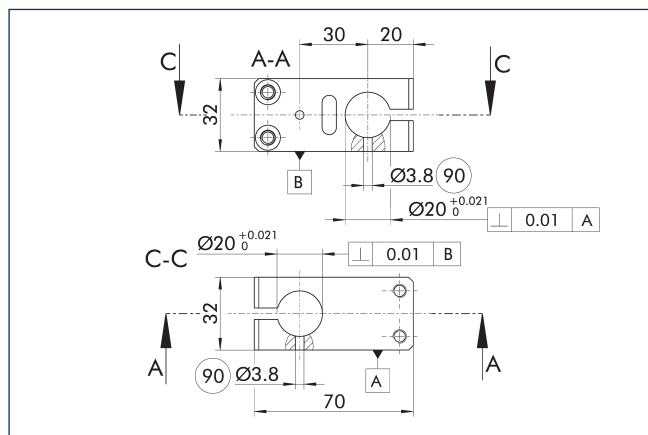 30 20
C A-A C
32
B
Ø3.8 90
Ø20 +0.021 0 ⊥ 0.01 A
C-C Ø20 +0.021 0 ⊥ 0.01 B
32
A A
90 Ø3.8 A
70